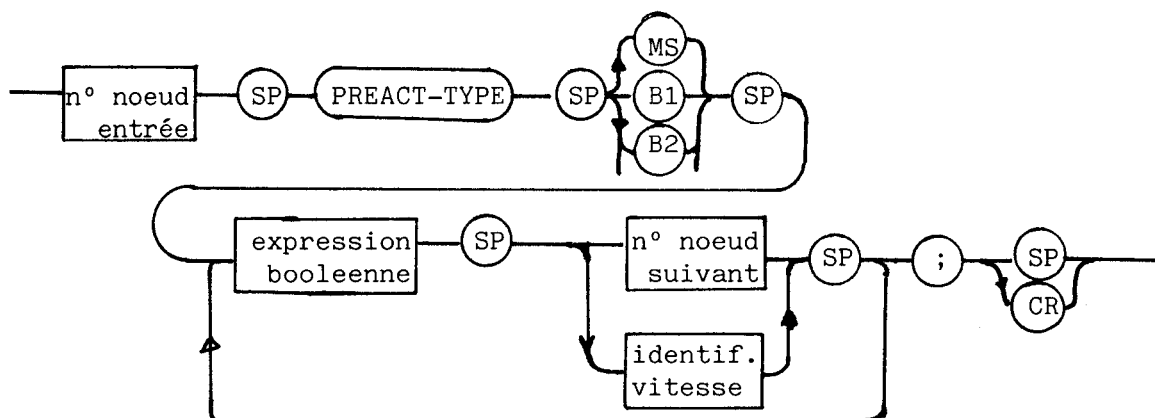 MS
n° noeud entrée SP PREACT-TYPE SP B1 SP
B2
expression booleenne SP n° noeud suivant SP ; SP
CR
identif. vitesse